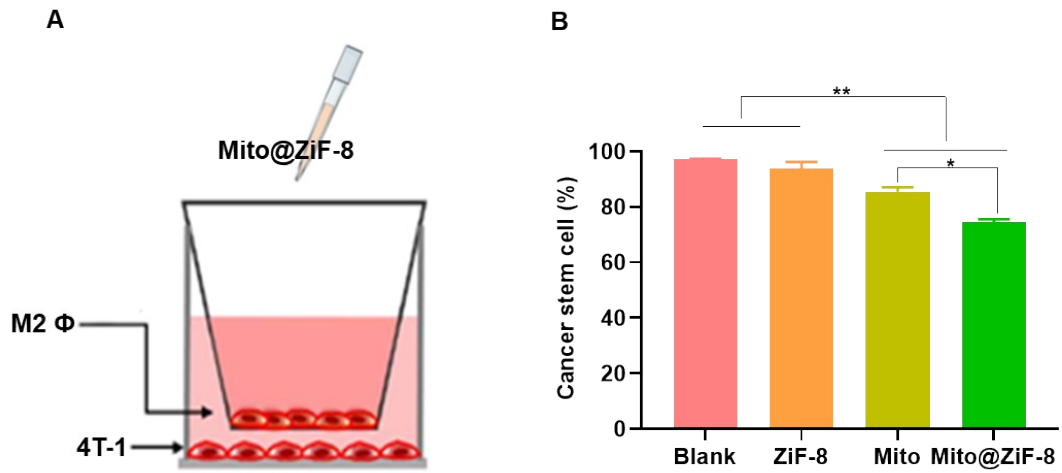 A
Mito@ZiF-8
M2 Φ
4T-1
B
**
*
Cancer stem cell (%)
100
80
60
40
20
0
Blank ZiF-8 Mito Mito@ZiF-8